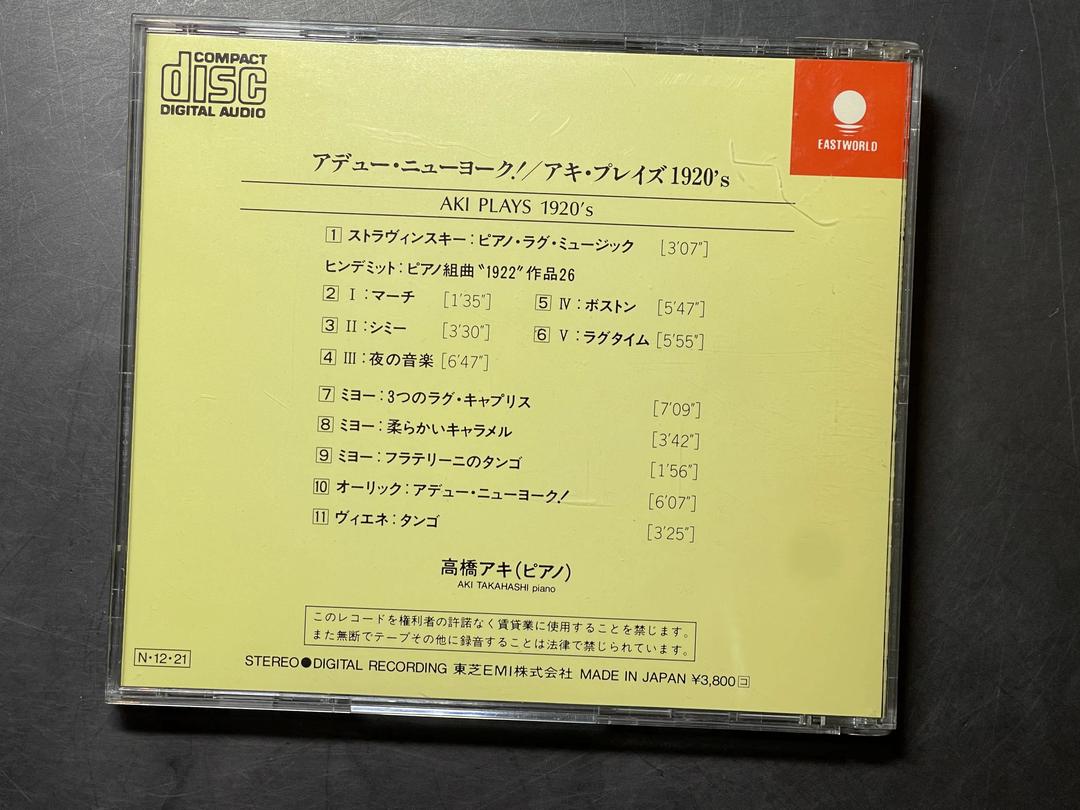 COMPACT
disc
DIGITAL AUDIO
EASTWORLD
アデュー・ニューヨーク!／アキ・プレイズ1920's
AKI PLAYS 1920's
1 ストラヴィンスキー：ピアノ・ラグ・ミュージック [3'07"]
ヒンデミット：ピアノ組曲〝1922〟作品26
2 I：マーチ [1'35"] 5 IV：ボストン [5'47"]
3 II：シミー [3'30"] 6 V：ラグタイム [5'55"]
4 III：夜の音楽 [6'47"]
7 ミヨー：3つのラグ・キャプリス [7'09"]
8 ミヨー：柔らかいキャラメル [3'42"]
9 ミヨー：フラテリーニのタンゴ [1'56"]
10 オーリック：アデュー・ニューヨーク! [6'07"]
11 ヴィエネ：タンゴ [3'25"]
高橋アキ(ピアノ)
AKI TAKAHASHI piano
このレコードを権利者の許諾なく賃貸業に使用することを禁じます。
また無断でテープその他に録音することは法律で禁じられています。
N・12・21
STEREO●DIGITAL RECORDING 東芝EMI株式会社 MADE IN JAPAN ¥3,800コ